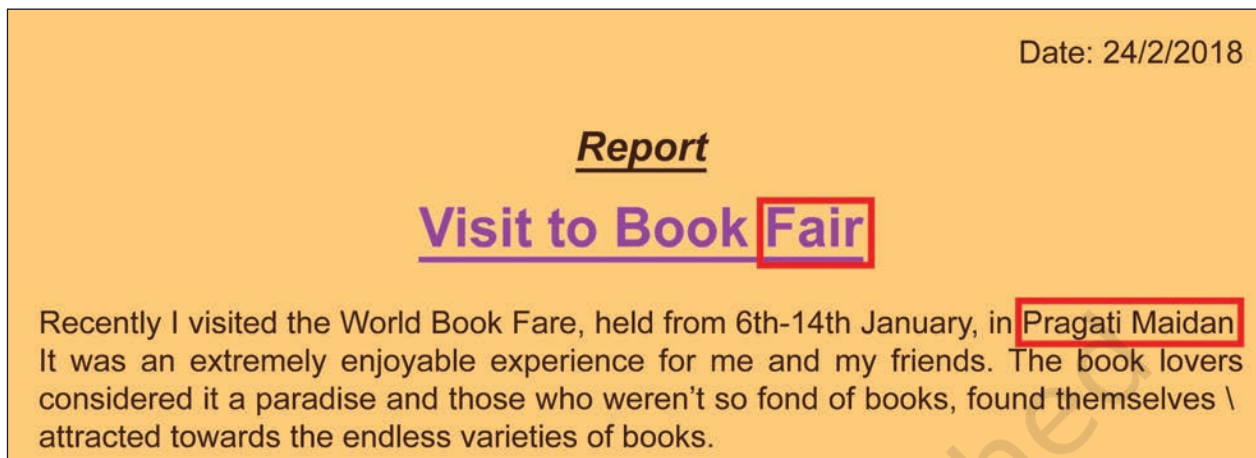 Date: 24/2/2018
Report
Visit to Book Fair
Recently I visited the World Book Fare, held from 6th-14th January, in Pragati Maidan
It was an extremely enjoyable experience for me and my friends. The book lovers
considered it a paradise and those who weren't so fond of books, found themselves \
attracted towards the endless varieties of books.